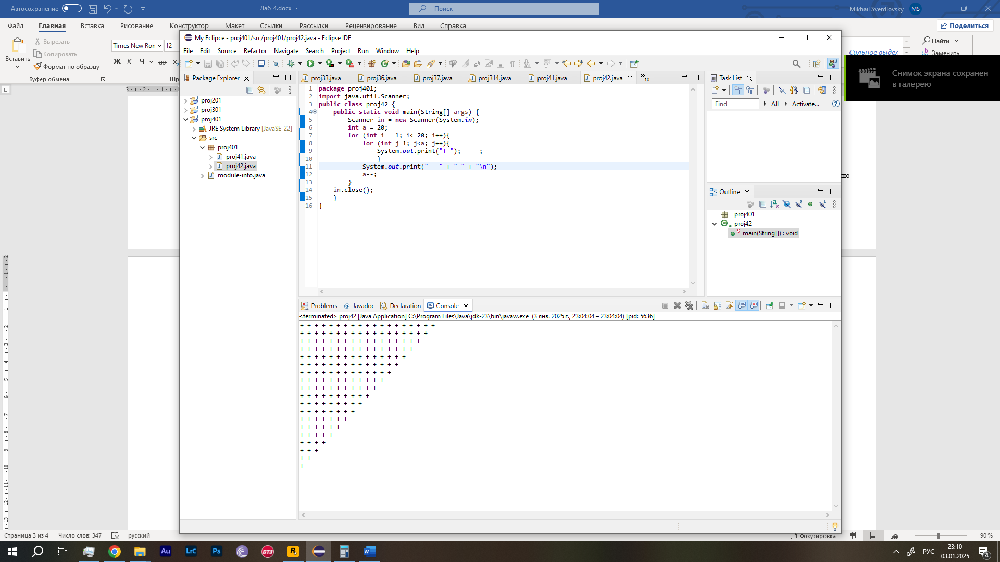 Автосохранение
Лаб_4.docx
Поиск
Mikhail Sverdlovsky MS
Файл Главная Вставка Рисование Конструктор Макет Ссылки Рассылки Рецензирование Вид Справка
Поделиться
Вставить
Вырезать
Копировать
Формат по образцу
Буфер обмена
Times New Ron 12
Ж К Ч ab x
Шр
Сильное выдел
Найти
Заменить
Снимок экрана сохранен
в галерею
My Eclipce - proj401/src/proj401/proj42.java - Eclipse IDE
File Edit Source Refactor Navigate Search Project Run Window Help
Package Explorer
proj201
proj301
proj401
JRE System Library [JavaSE-22]
src
proj401
proj41.java
proj42.java
module-info.java
proj33.java proj36.java proj37.java proj314.java proj41.java proj42.java »10
1 package proj401;
2 import java.util.Scanner;
3 public class proj42 {
4 public static void main(String[] args) {
5 Scanner in = new Scanner(System.in);
6 int a = 20;
7 for (int i = 1; i<=20; i++){
8 for (int j=1; j<a; j++){
9 System.out.print("+ ");     ;
10 }
11 System.out.print("   " + " " + "\n");
12 a--;
13 }
14 in.close();
15 }
16 }
Task List
Find All Activate...
но
Outline
proj401
proj42
main(String[]) : void
Problems Javadoc Declaration Console
<terminated> proj42 [Java Application] C:\Program Files\Java\jdk-23\bin\javaw.exe (3 янв. 2025 г., 23:04:04 – 23:04:04) [pid: 5636]
+ + + + + + + + + + + + + + + + + + +
+ + + + + + + + + + + + + + + + + +
+ + + + + + + + + + + + + + + + +
+ + + + + + + + + + + + + + + +
+ + + + + + + + + + + + + + +
+ + + + + + + + + + + + + +
+ + + + + + + + + + + + +
+ + + + + + + + + + + +
+ + + + + + + + + + +
+ + + + + + + + + +
+ + + + + + + + +
+ + + + + + + +
+ + + + + + +
+ + + + + +
+ + + + +
+ + + +
+ + +
+ +
+
Страница 3 из 4 Число слов: 347 русский
Фокусировка
90 %
Au Lrc Ps GT3 R
РУС
23:10
03.01.2025
4